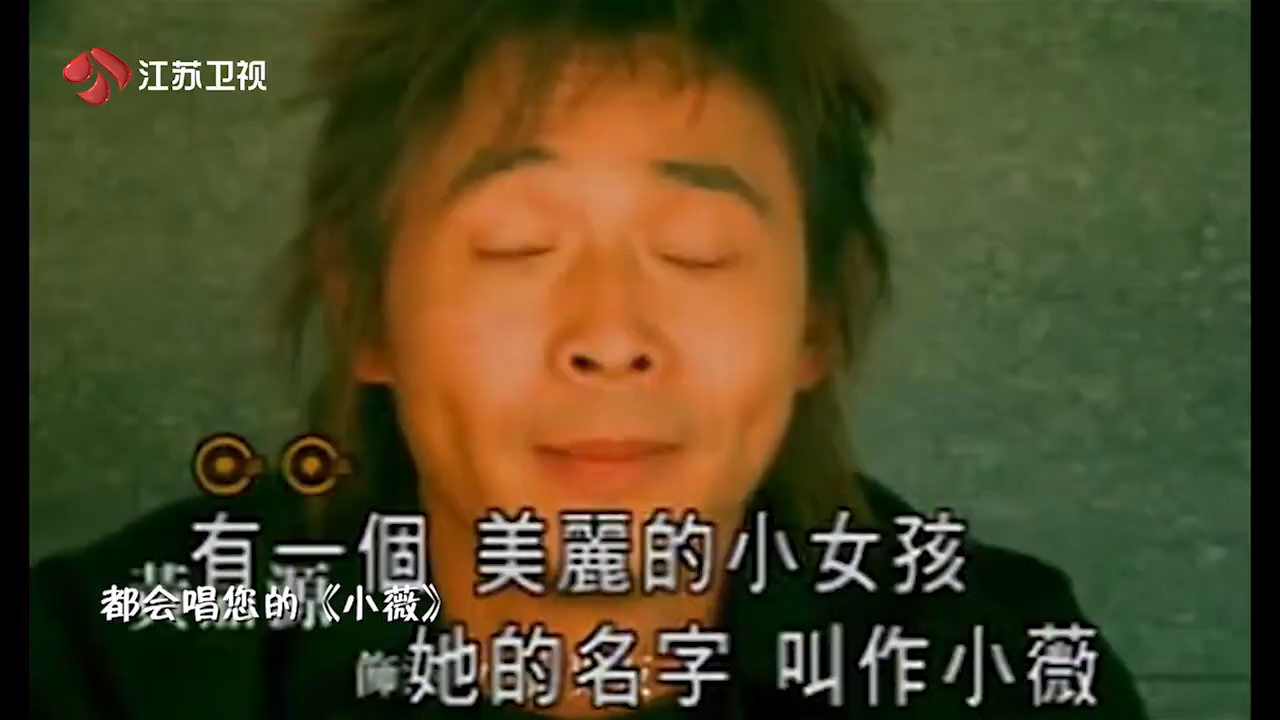 江苏卫视
有一個 美麗的小女孩
都会唱您的《小薇》
她的名字 叫作小薇